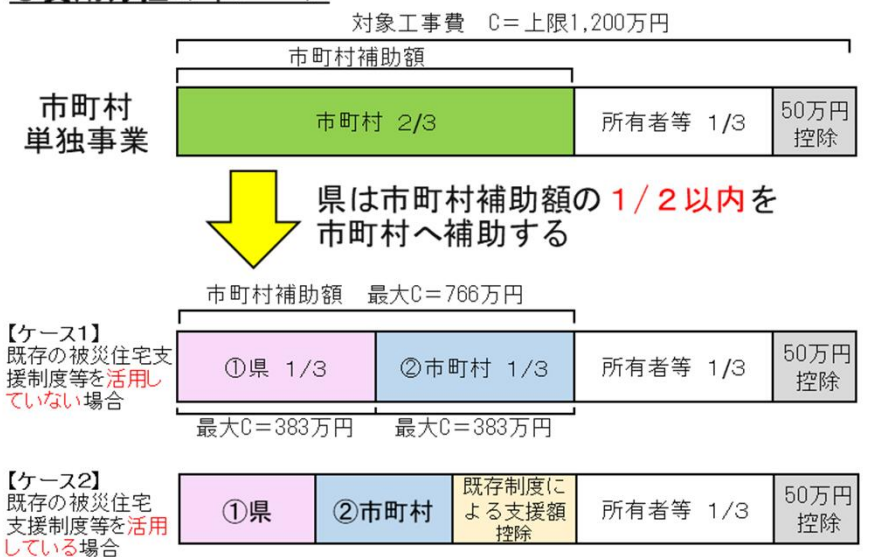 対象工事費 C=上限1,200万円
市町村補助額
市町村
単独事業
市町村 2/3
所有者等 1/3
50万円
控除
県は市町村補助額の 1/2以内を
市町村へ補助する
市町村補助額 最大C=766万円
【ケース1】
既存の被災住宅支
援制度等を活用し
ていない場合
①県 1/3
②市町村 1/3
所有者等 1/3
50万円
控除
最大C=383万円
最大C=383万円
【ケース2】
既存の被災住宅
支援制度等を活用
している場合
①県
②市町村
既存制度に
よる支援額
控除
所有者等 1/3
50万円
控除